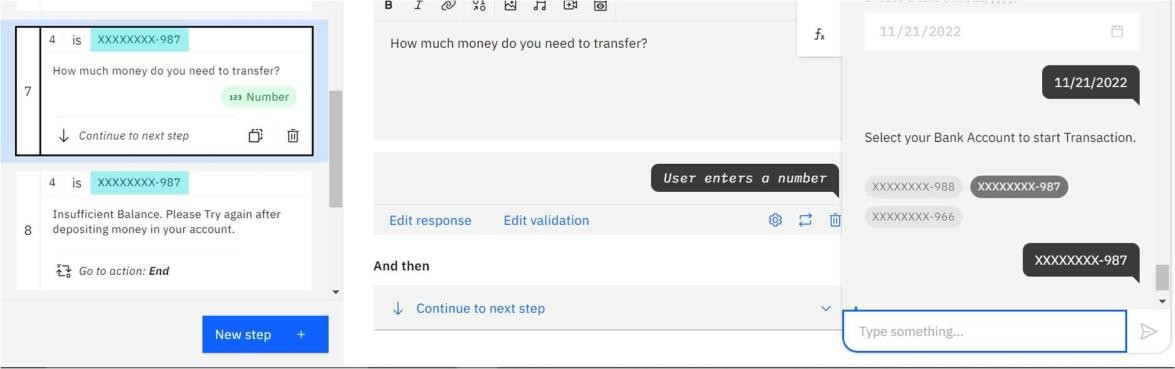 4 is XXXXXXXX-987
7
How much money do you need to transfer?
123 Number
Continue to next step
4 is XXXXXXXX-987
8
Insufficient Balance. Please Try again after
depositing money in your account.
Go to action: End
New step +
B I
How much money do you need to transfer?
fx
User enters a number
Edit response Edit validation
And then
Continue to next step
11/21/2022
11/21/2022
Select your Bank Account to start Transaction.
XXXXXXXX-988 XXXXXXXX-987
XXXXXXXX-966
XXXXXXXX-987
Type something...